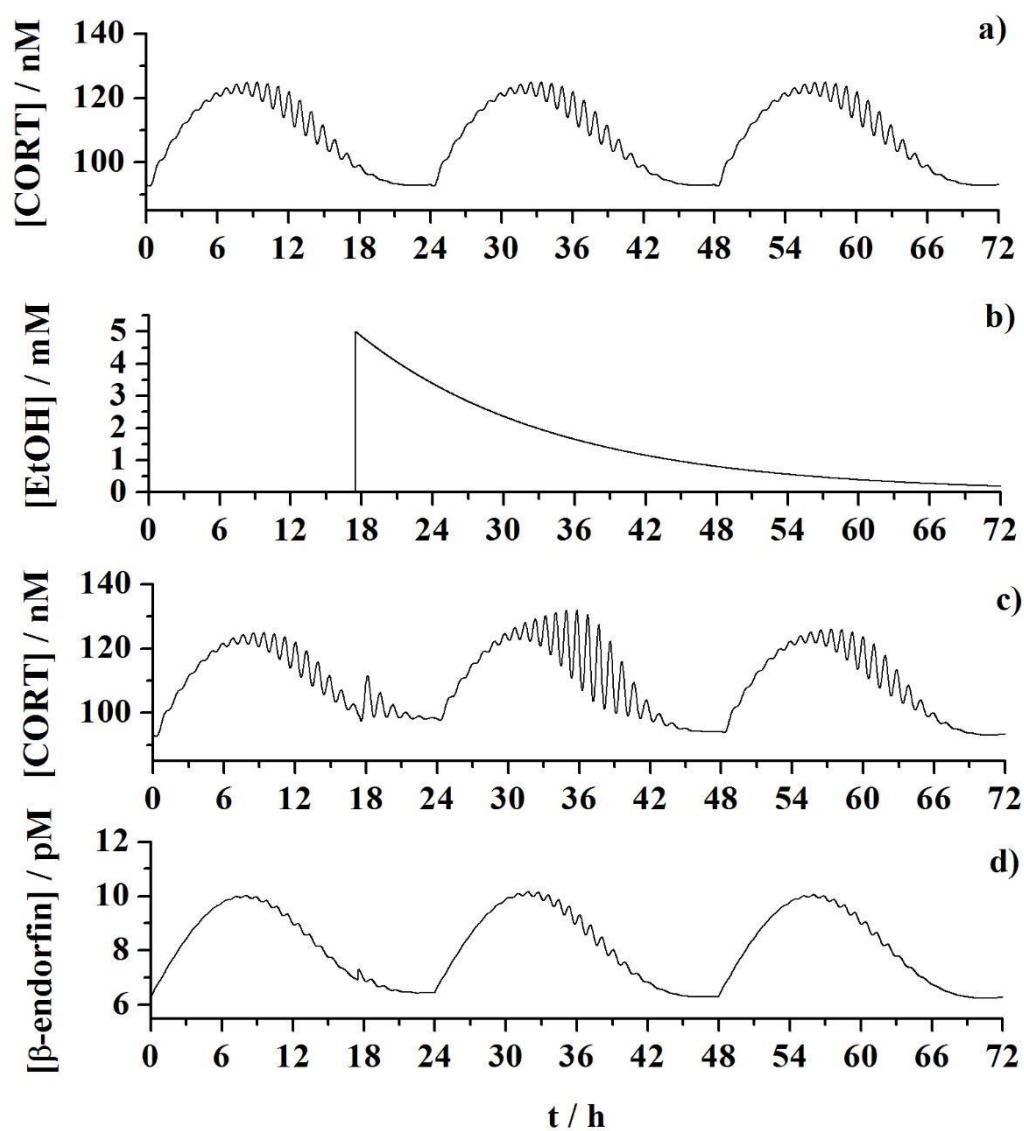 a)
[CORT] / nM
140
120
100
0 6 12 18 24 30 36 42 48 54 60 66 72
b)
[EtOH] / mM
5
4
3
2
1
0
0 6 12 18 24 30 36 42 48 54 60 66 72
c)
[CORT] / nM
140
120
100
0 6 12 18 24 30 36 42 48 54 60 66 72
d)
[β-endorfin] / pM
12
10
8
6
0 6 12 18 24 30 36 42 48 54 60 66 72
t / h